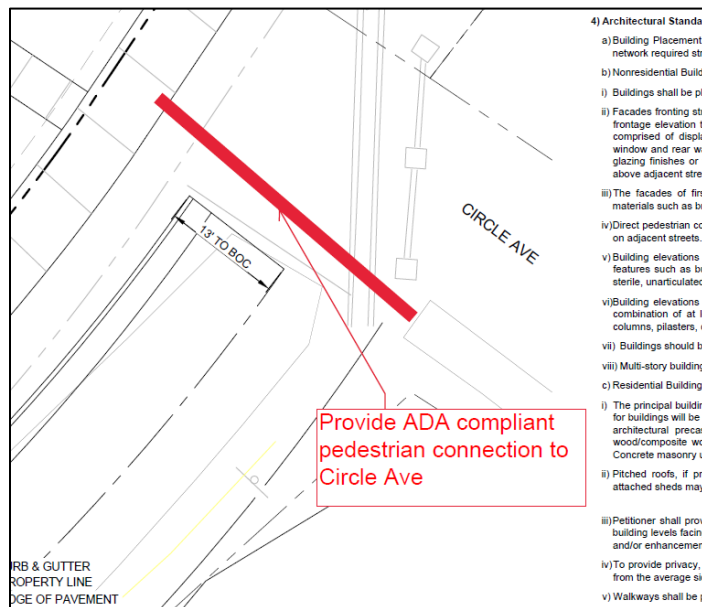 CIRCLE AVE
13' TO BOC
Provide ADA compliant
pedestrian connection to
Circle Ave
URB & GUTTER
ROPERTY LINE
DGE OF PAVEMENT
4) Architectural Standa
a) Building Placement
network required str
b) Nonresidential Build
i) Buildings shall be pl
ii) Facades fronting str
frontage elevation t
comprised of displa
window and rear wa
glazing finishes or
above adjacent stre
iii) The facades of firs
materials such as br
iv) Direct pedestrian co
on adjacent streets.
v) Building elevations
features such as bu
sterile, unarticulated
vi) Building elevations
combination of at l
columns, pilasters,
vii) Buildings should b
viii) Multi-story building
c) Residential Building
i) The principal buildin
for buildings will be
architectural precas
wood/composite wo
Concrete masonry u
ii) Pitched roofs, if pr
attached sheds may
iii) Petitioner shall prov
building levels facin
and/or enhancemen
iv) To provide privacy,
from the average si
v) Walkways shall be p